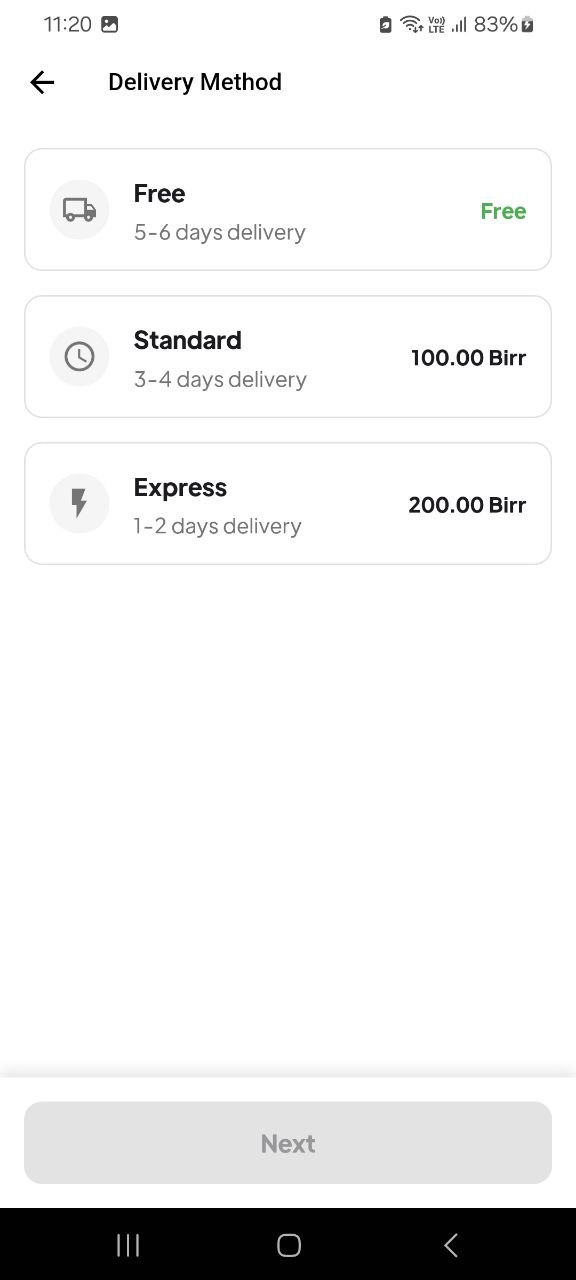 11:20
Vo)) LTE 83%
Delivery Method
Free
5-6 days delivery
Free
Standard
3-4 days delivery
100.00 Birr
Express
1-2 days delivery
200.00 Birr
Next